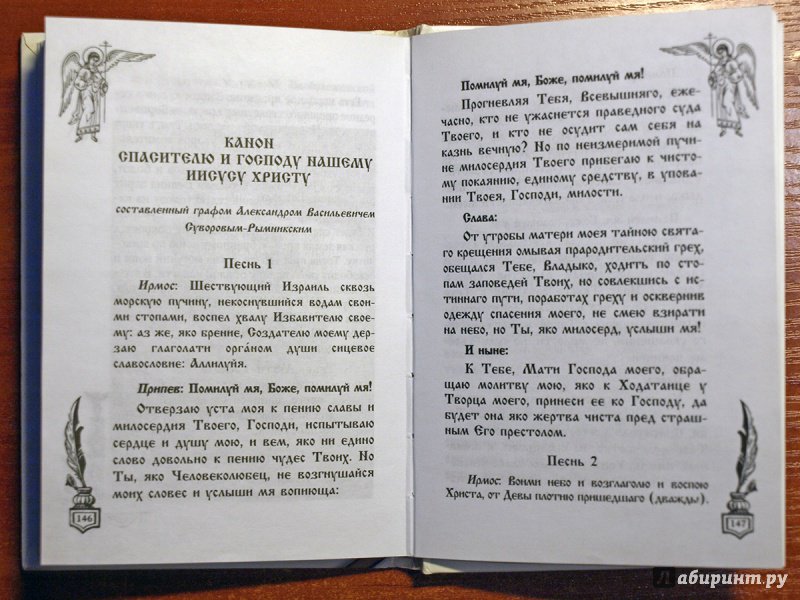 КАНОН
СПАСИТЕЛЮ И ГОСПОДУ НАШЕМУ
ИИСУСУ ХРИСТУ
составленный графом Александром Васильевичем
Суворовым-Рымникским
Песнь 1
Ирмос: Шествующий Израиль сквозь
морскую пучину, некоснувшийся водам свои-
ми стопами, воспел хвалу Избавителю свое-
му: аз же, яко брение, Создателю моему дер-
заю глаголати орга́ном души сицевое
славословие: Аллилуйя.
Припев: Помилуй мя, Боже, помилуй мя!
Отверзаю уста моя к пению славы и
милосердия Твоего, Господи, испытываю
сердце и душу мою, и вем, яко ни едино
слово довольно к пению чудес Твоих. Но
Ты, яко Человеколюбец, не возгнушайся
моих словес и услыши мя вопиюща:
146
Помилуй мя, Боже, помилуй мя!
Прогневляя Тебя, Всевышняго, еже-
часно, кто не ужаснется праведного суда
Твоего, и кто не осудит сам себя на
казнь вечную? Но по неизмеримой пучи-
не милосердия Твоего прибегаю к чисто-
му покаянию, единому средству, в упова-
нии Твоея, Господи, милости.
Слава:
От утробы матери моея тайною свята-
го крещения омывая прародительский грех,
обещался Тебе, Владыко, ходить по сто-
пам заповедей Твоих, но совлекшись с ис-
тиннаго пути, поработах греху и осквернив
одежду спасения моего, не смею взирати
на небо, но Ты, яко милосерд, услыши мя!
И ныне:
К Тебе, Мати Господа моего, обра-
щаю молитву мою, яко к Ходатаице у
Творца моего, принеси ее ко Господу, да
будет она яко жертва чиста пред страш-
ным Его престолом.
Песнь 2
Ирмос: Вонми небо и возглаголю и воспою
Христа, от Девы плотию пришедшаго (дважды).
147
Лабиринт.ру